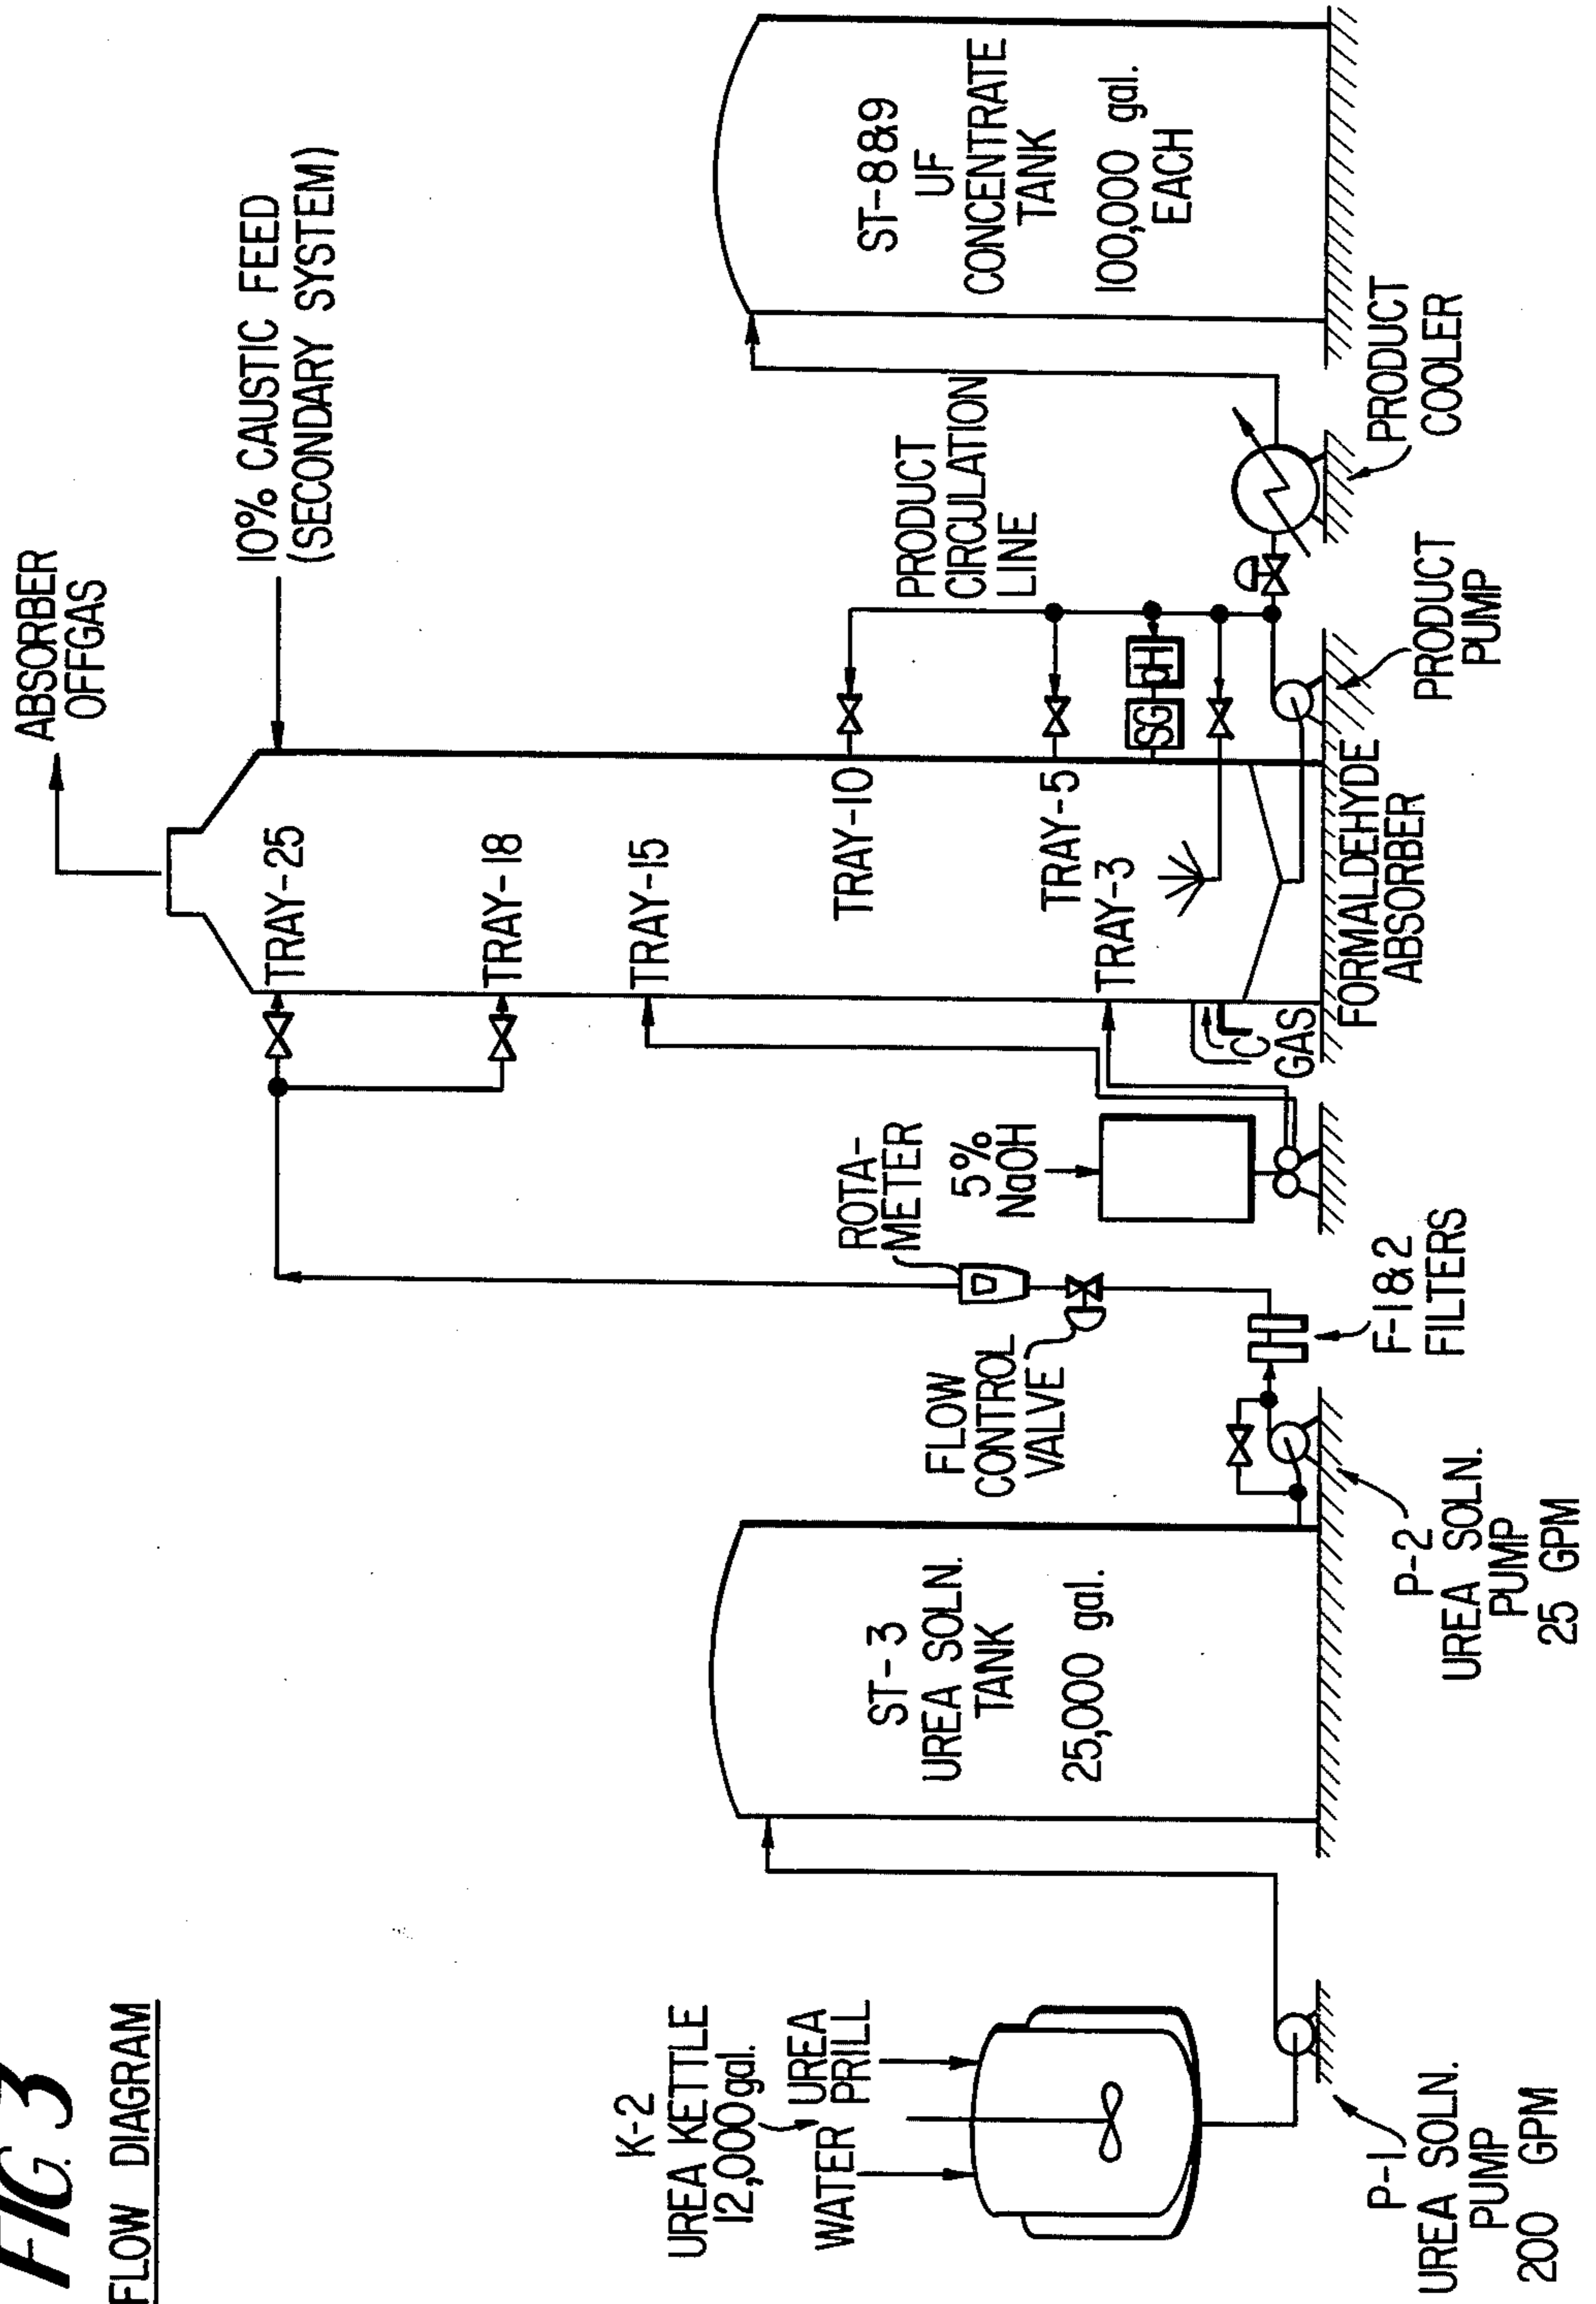 FIG. 3
FLOW DIAGRAM
ABSORBER
OFFGAS
10% CAUSTIC FEED
(SECONDARY SYSTEM)
TRAY-25
TRAY-18
TRAY-15
TRAY-10
TRAY-5
TRAY-3
K-2
UREA KETTLE
12,000 gal.
WATER
UREA
PRILL
P-1
UREA SOLN.
PUMP
200 GPM
ST-3
UREA SOLN.
TANK
25,000 gal.
P-2
UREA SOLN.
PUMP
25 GPM
FLOW
CONTROL
VALVE
F-1&2
FILTERS
ROTA-
METER
5%
NaOH
C
GAS
FORMALDEHYDE
ABSORBER
SG
pH
PRODUCT
CIRCULATION
LINE
PRODUCT
PUMP
PRODUCT
COOLER
ST-8&9
UF
CONCENTRATE
TANK
100,000 gal.
EACH